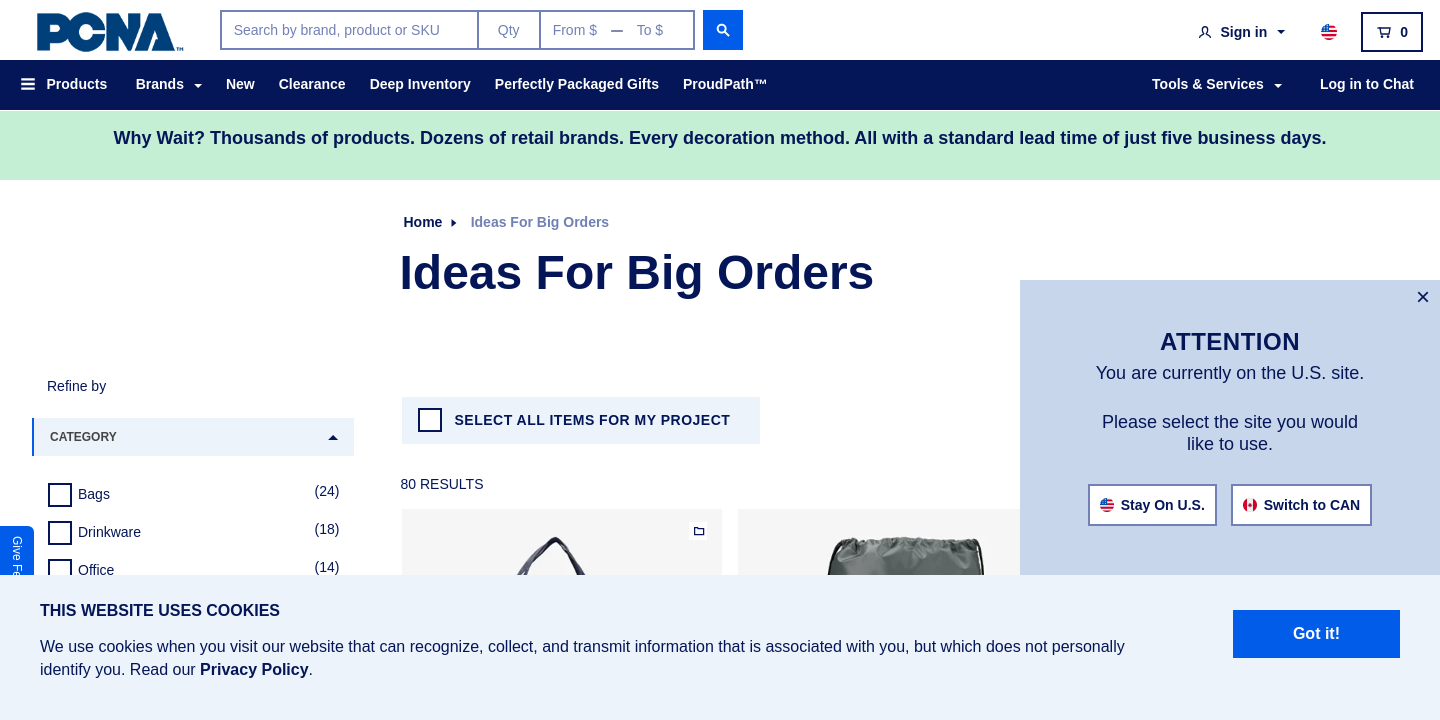 PCNA™
Search by brand, product or SKU
Qty
From $ — To $
Sign in
0
Products
Brands
New
Clearance
Deep Inventory
Perfectly Packaged Gifts
ProudPath™
Tools & Services
Log in to Chat
Why Wait? Thousands of products. Dozens of retail brands. Every decoration method. All with a standard lead time of just five business days.
Home
Ideas For Big Orders
Ideas For Big Orders
×
ATTENTION
You are currently on the U.S. site.
Please select the site you would
like to use.
Stay On U.S.
Switch to CAN
Refine by
CATEGORY
Bags (24)
Drinkware (18)
Office (14)
SELECT ALL ITEMS FOR MY PROJECT
80 RESULTS
Give Fe
THIS WEBSITE USES COOKIES
We use cookies when you visit our website that can recognize, collect, and transmit information that is associated with you, but which does not personally
identify you. Read our Privacy Policy.
Got it!